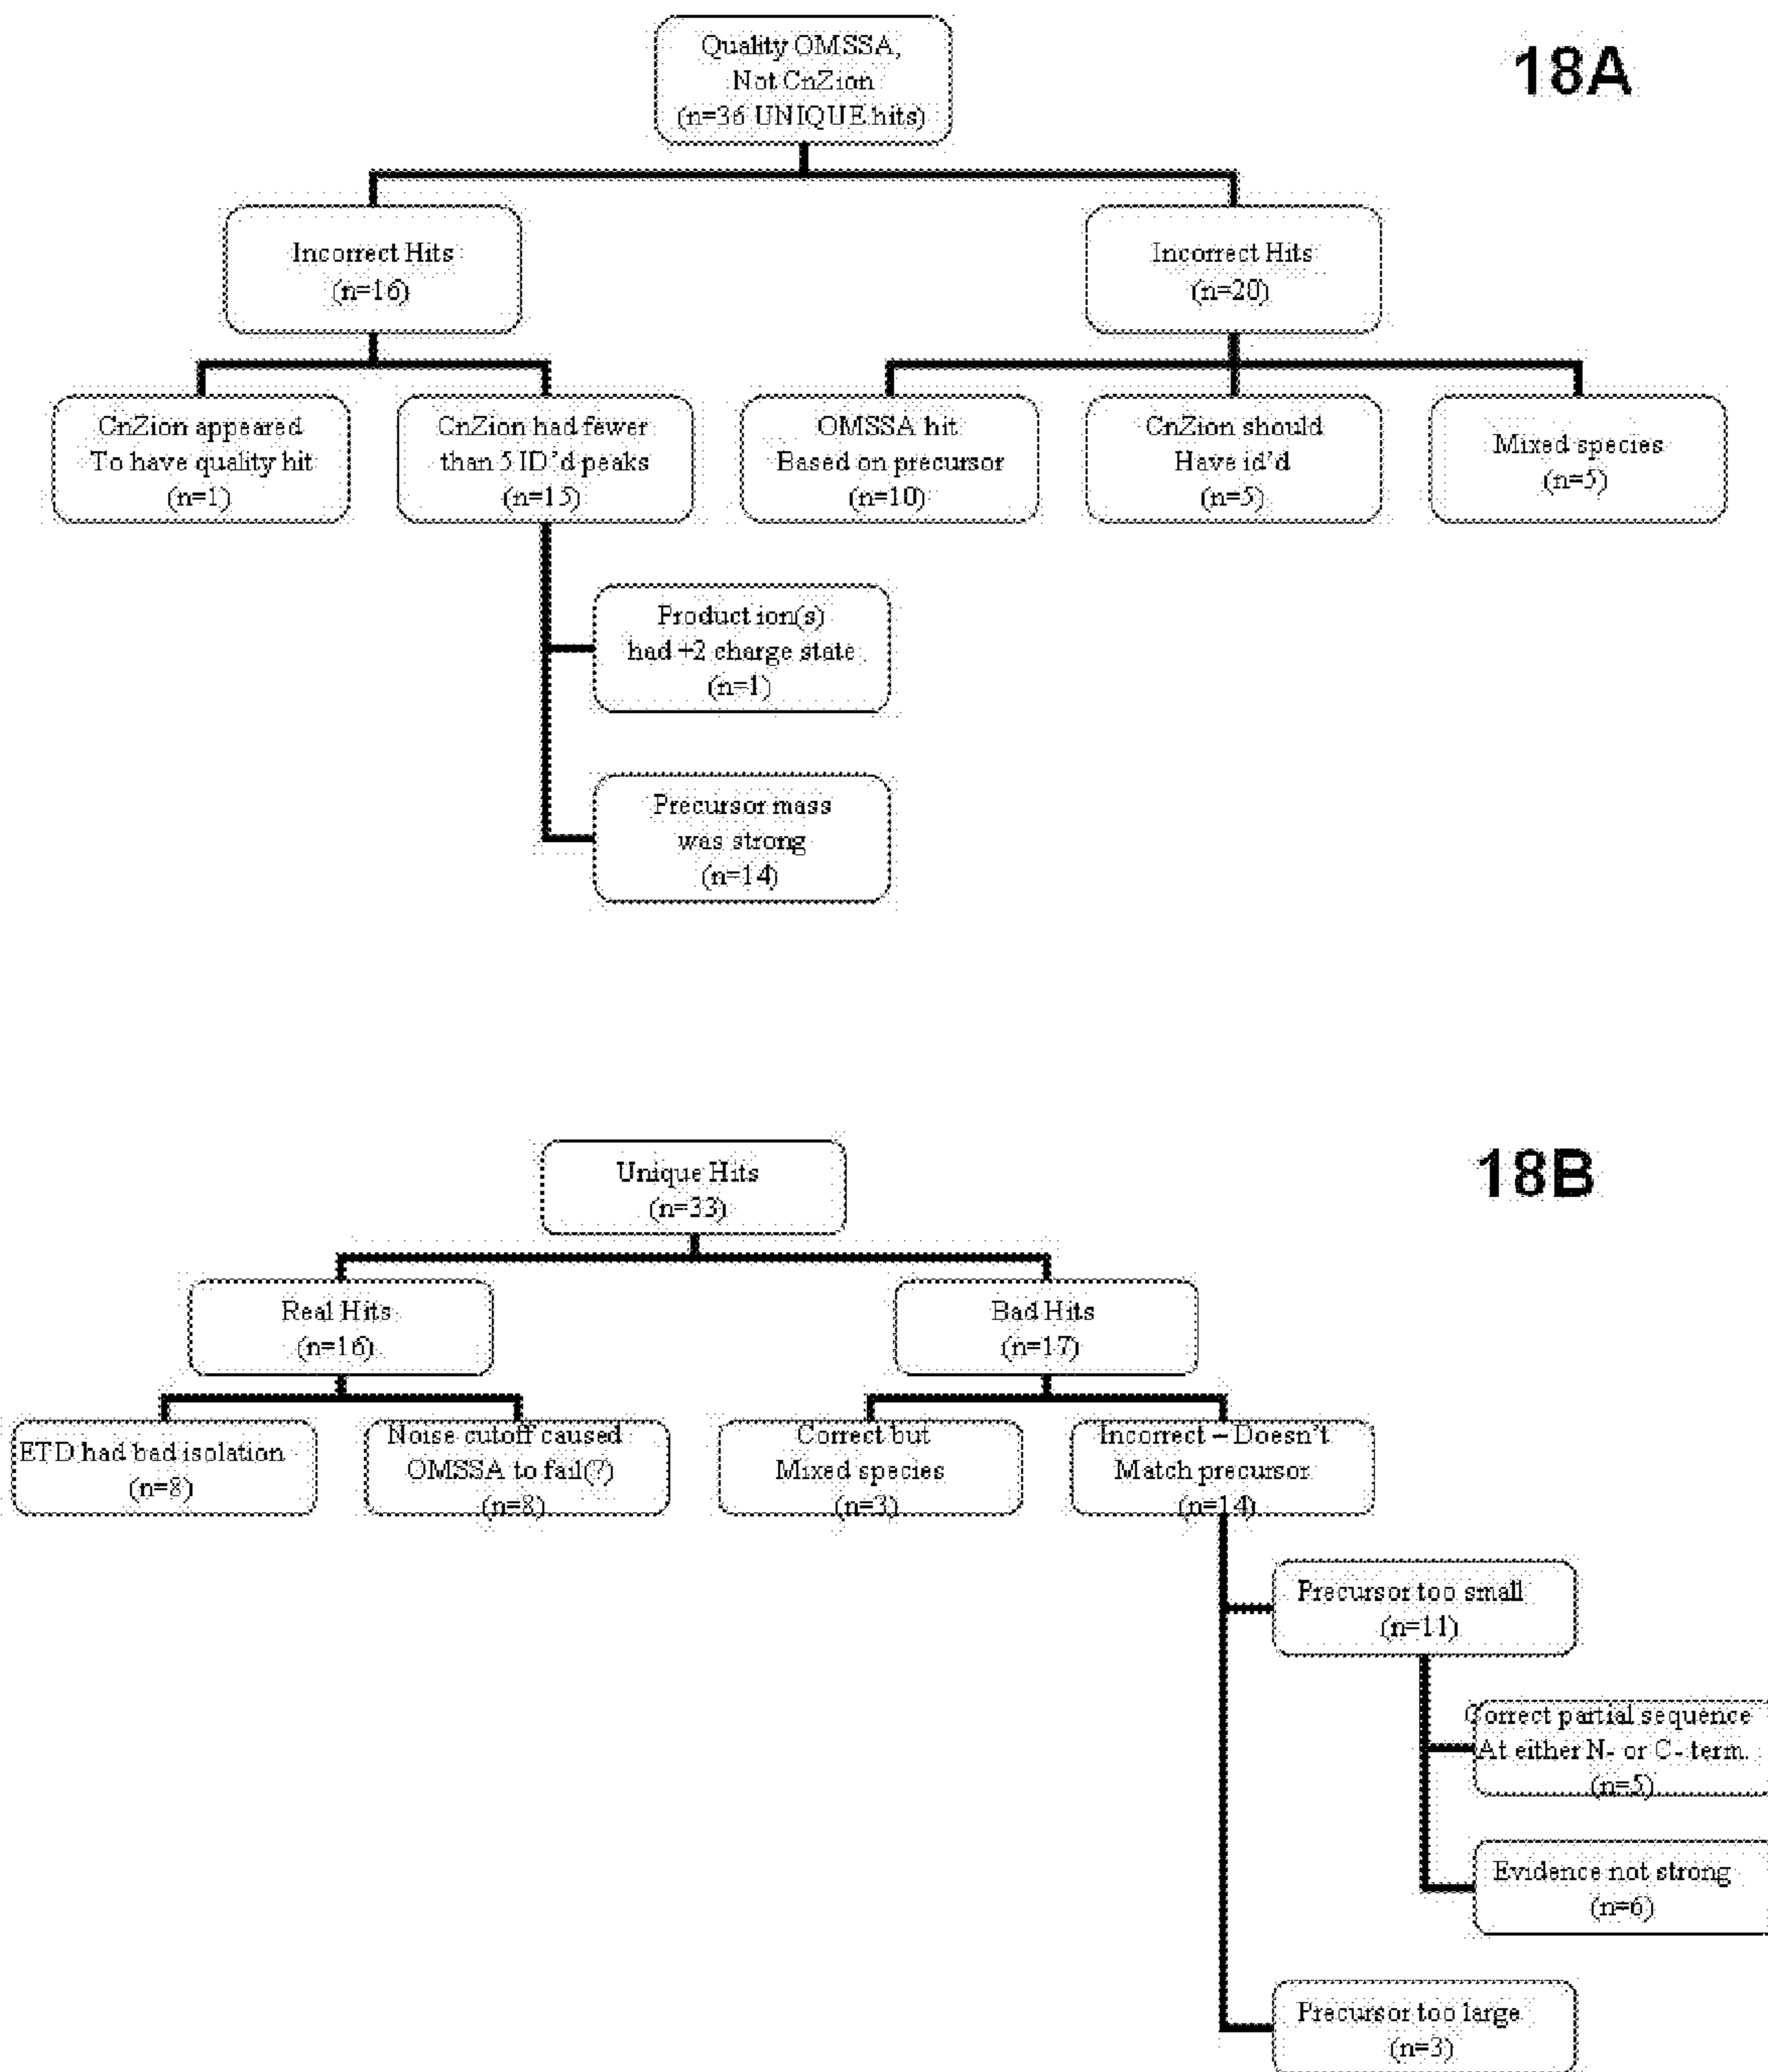 18A
Quality OMSSA,
Not CnZion
(n=36 UNIQUE hits)
Incorrect Hits
(n=16)
Incorrect Hits
(n=20)
CnZion appeared
To have quality hit
(n=1)
CnZion had fewer
than 5 ID'd peaks
(n=15)
OMSSA hit
Based on precursor
(n=10)
CnZion should
Have id'd
(n=5)
Mixed species
(n=5)
Product ion(s)
had +2 charge state
(n=1)
Precursor mass
was strong
(n=14)
18B
Unique Hits
(n=33)
Real Hits
(n=16)
Bad Hits
(n=17)
ETD had bad isolation
(n=8)
Noise cutoff caused
OMSSA to fail(?)
(n=8)
Correct but
Mixed species
(n=3)
Incorrect – Doesn't
Match precursor
(n=14)
Precursor too small
(n=11)
Correct partial sequence
At either N- or C- term.
(n=5)
Evidence not strong
(n=6)
Precursor too large
(n=3)